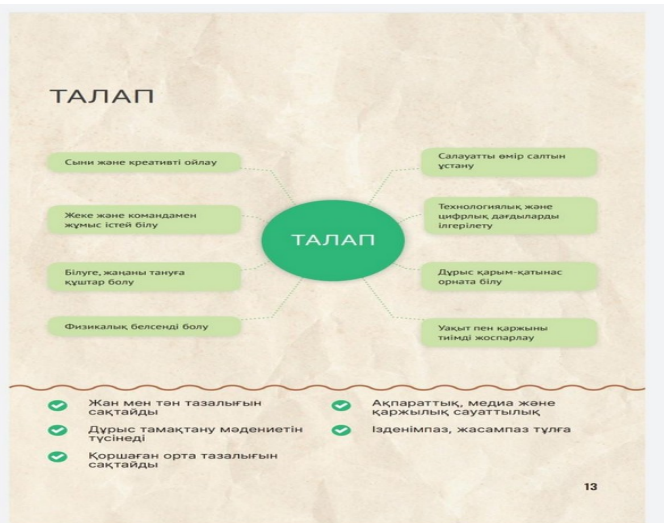 ТАЛАП
Сыни және креативті ойлау
Жеке және командамен
жұмыс істей білу
Білуге, жаңаны тануға
құштар болу
Физикалық белсенді болу
ТАЛАП
Салауатты өмір салтын
ұстану
Технологиялық және
цифрлық дағдыларды
ілгерілету
Дұрыс қарым-қатынас
орната білу
Уақыт пен қаржыны
тиімді жоспарлау
Жан мен тән тазалығын
сақтайды
Дұрыс тамақтану мәдениетін
түсінеді
Қоршаған орта тазалығын
сақтайды
Ақпараттық, медиа және
қаржылық сауаттылық
Ізденімпаз, жасампаз тұлға
13